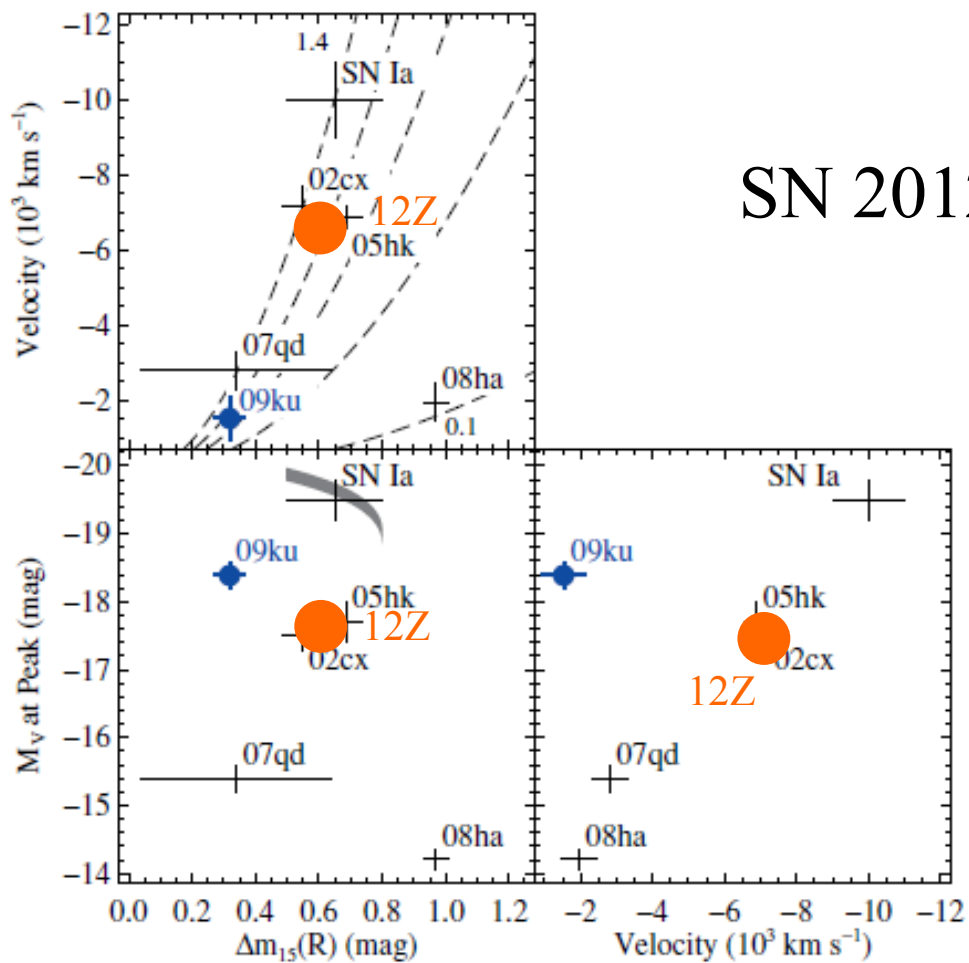 SN 2012
Velocity (10³ km s⁻¹)
−12
−10
−8
−6
−4
−2
1.4
SN Ia
02cx
12Z
05hk
07qd
09ku
08ha
0.1
M_V at Peak (mag)
−20
−19
−18
−17
−16
−15
−14
SN Ia
09ku
05hk
12Z
02cx
07qd
08ha
0.0 0.2 0.4 0.6 0.8 1.0 1.2
Δm₁₅(R) (mag)
SN Ia
09ku
05hk
02cx
12Z
07qd
08ha
−2 −4 −6 −8 −10 −12
Velocity (10³ km s⁻¹)